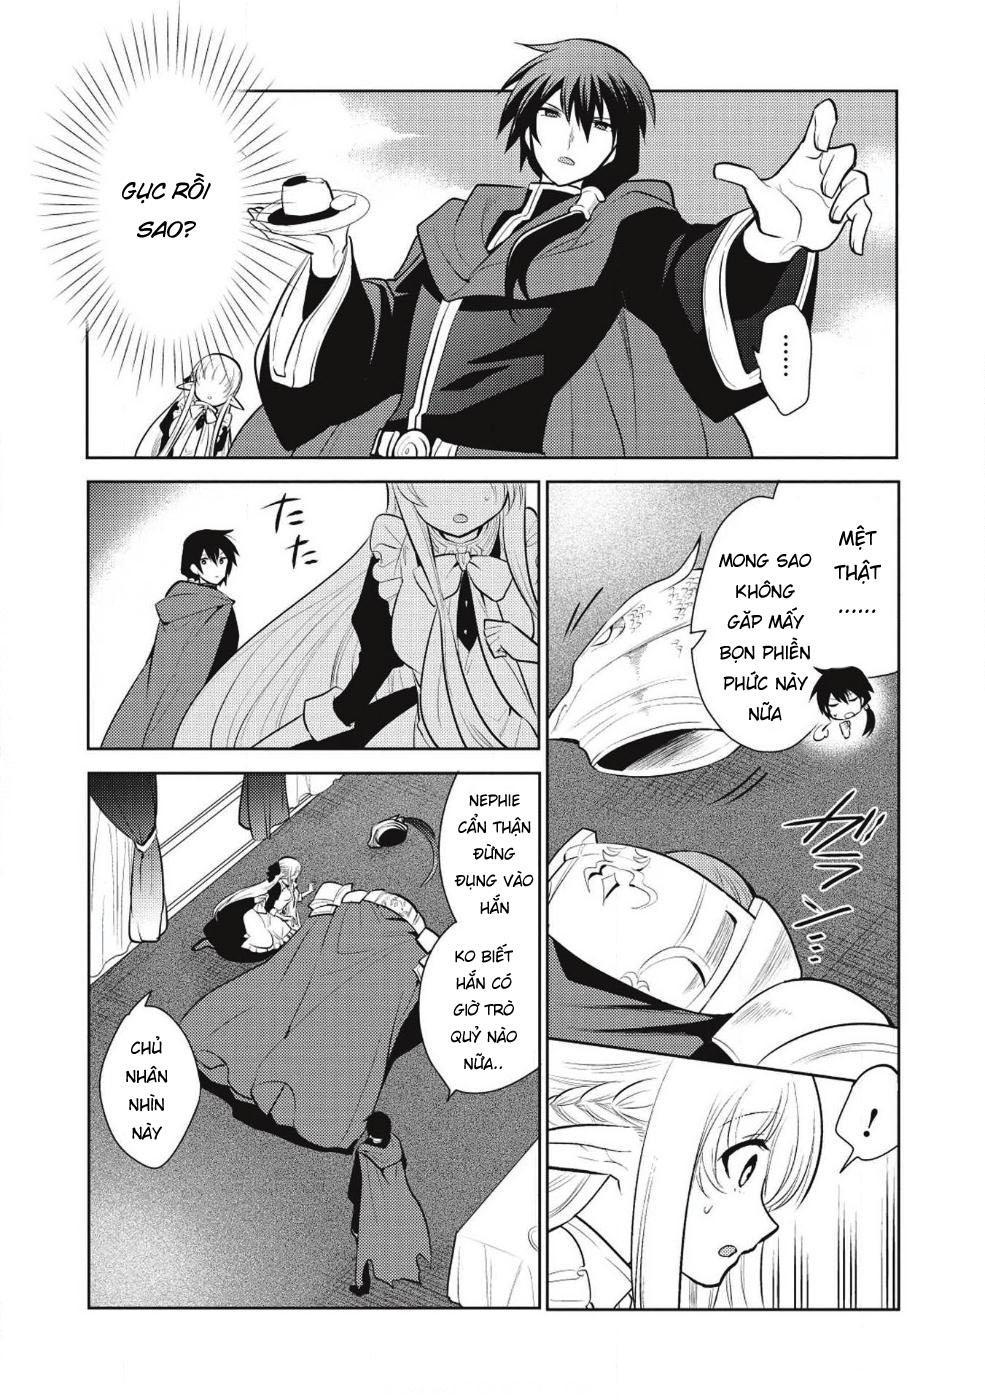 GỤC RỒI
SAO?
......
MỆT
THẬT
......
MONG SAO
KHÔNG
GẶP MẤY
BỌN PHIỀN
PHỨC NÀY
NỮA
!
たたた
NEPHIE
CẨN THẬN
ĐỪNG
ĐỤNG VÀO
HẮN
KO BIẾT
HẮN CÓ
GIỞ TRÒ
QUỶ NÀO
NỮA..
CHỦ
NHÂN
NHÌN
NÀY